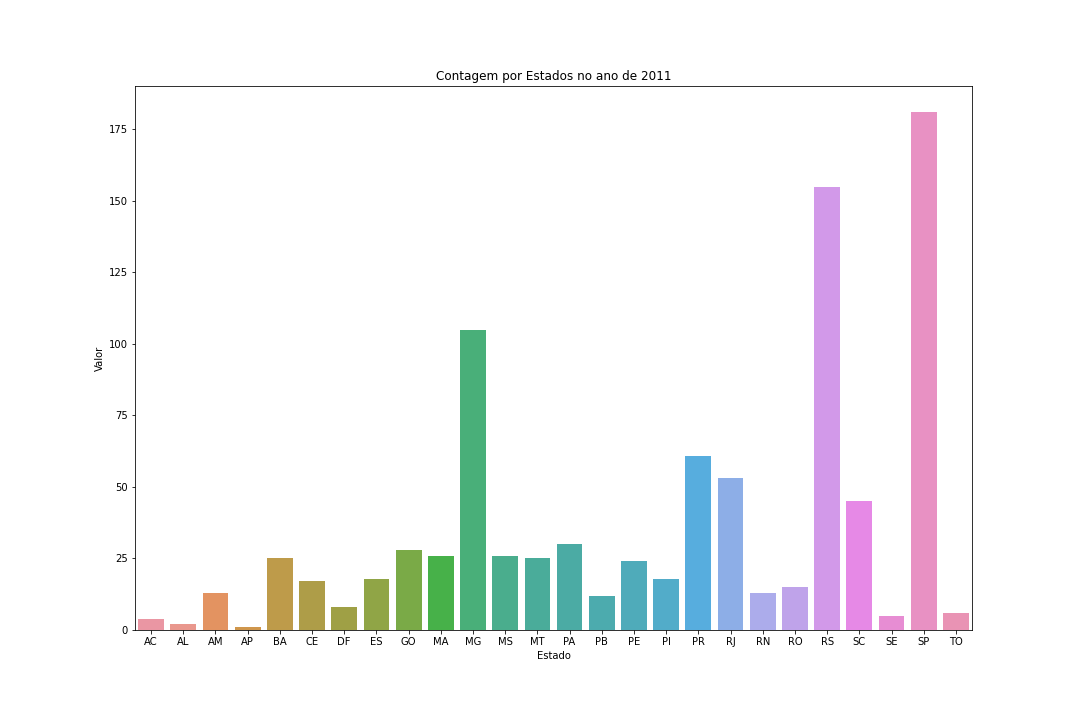 Contagem por Estados no ano de 2011
Valor
175
150
125
100
75
50
25
0
AC AL AM AP BA CE DF ES GO MA MG MS MT PA PB PE PI PR RJ RN RO RS SC SE SP TO
Estado